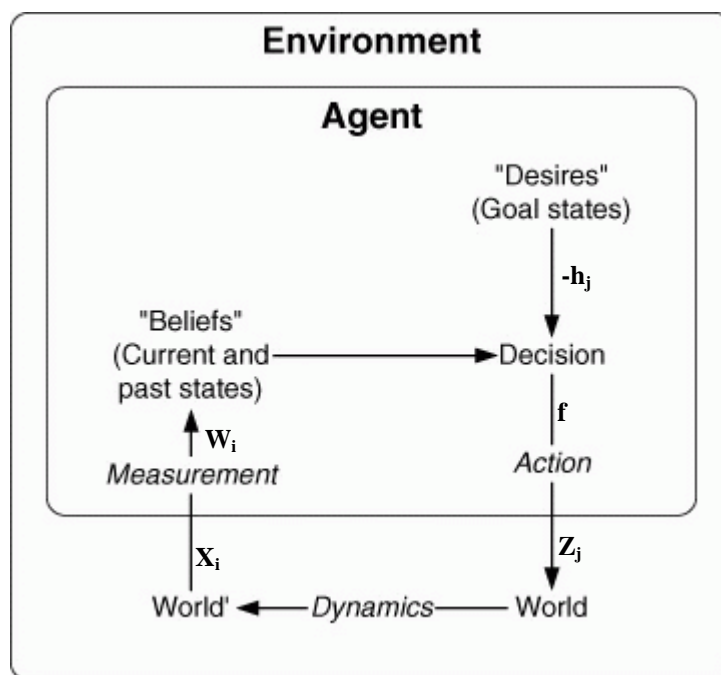 Environment
Agent
"Desires"
(Goal states)
-hj
"Beliefs"
(Current and
past states)
Decision
Wi
f
Measurement
Action
Xi
Zj
World'
Dynamics
World